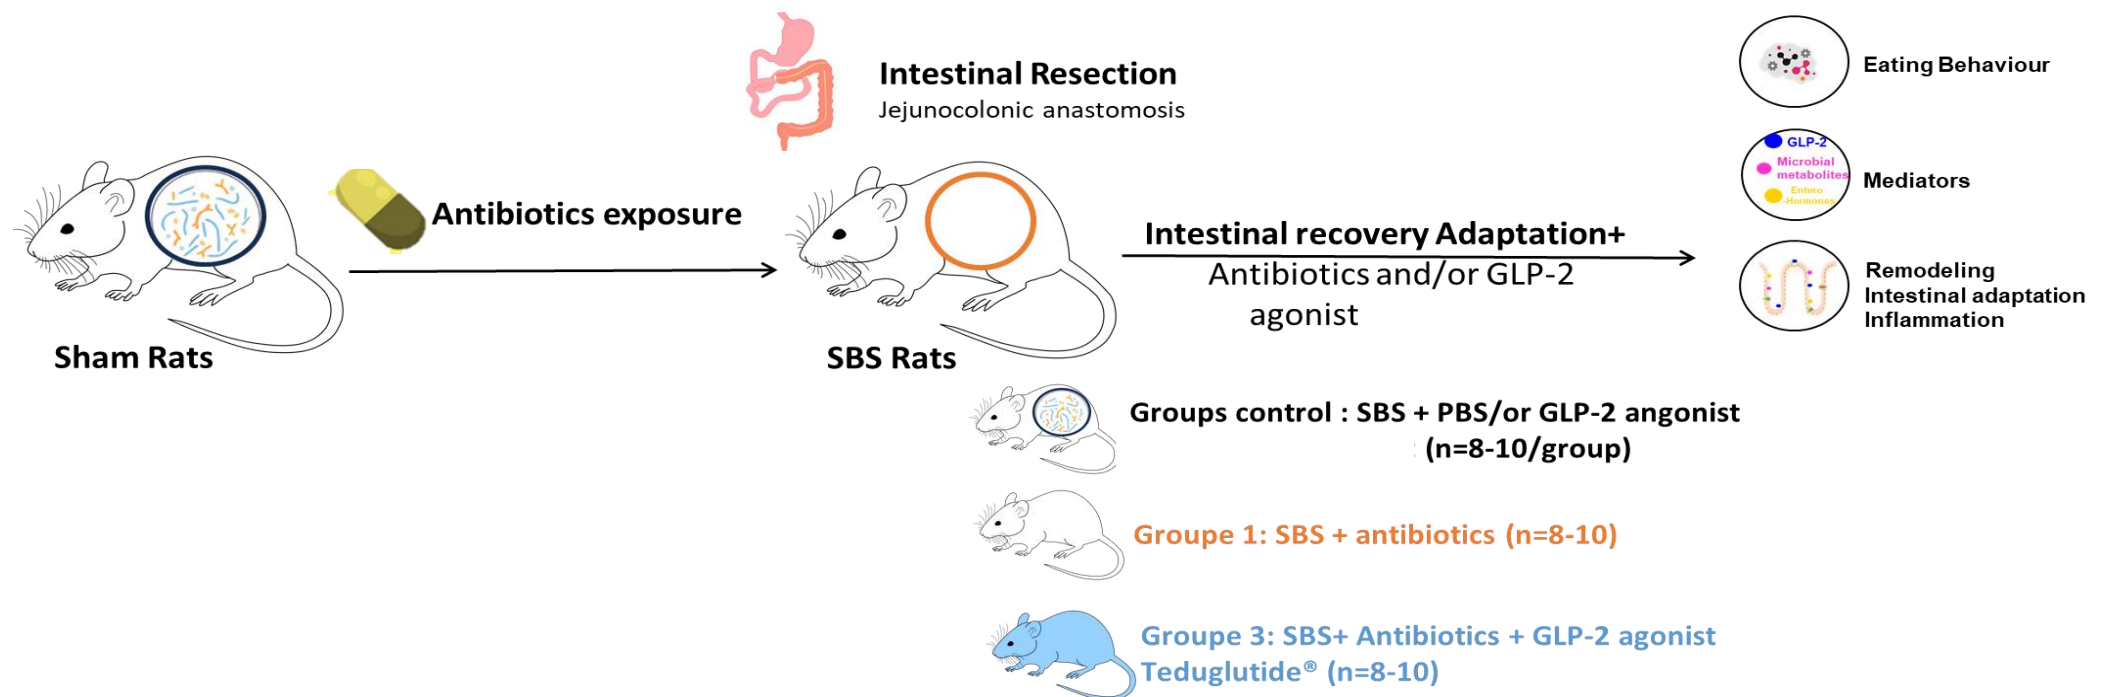 Intestinal Resection
Jejunocolonic anastomosis
Eating Behaviour
GLP-2
Microbial
metabolites
Entero
-Hormones
Mediators
Antibiotics exposure
Intestinal recovery Adaptation+
Antibiotics and/or GLP-2
agonist
Remodeling
Intestinal adaptation
Inflammation
Sham Rats
SBS Rats
Groups control : SBS + PBS/or GLP-2 angonist
: (n=8-10/group)
Groupe 1: SBS + antibiotics (n=8-10)
Groupe 3: SBS+ Antibiotics + GLP-2 agonist
Teduglutide® (n=8-10)